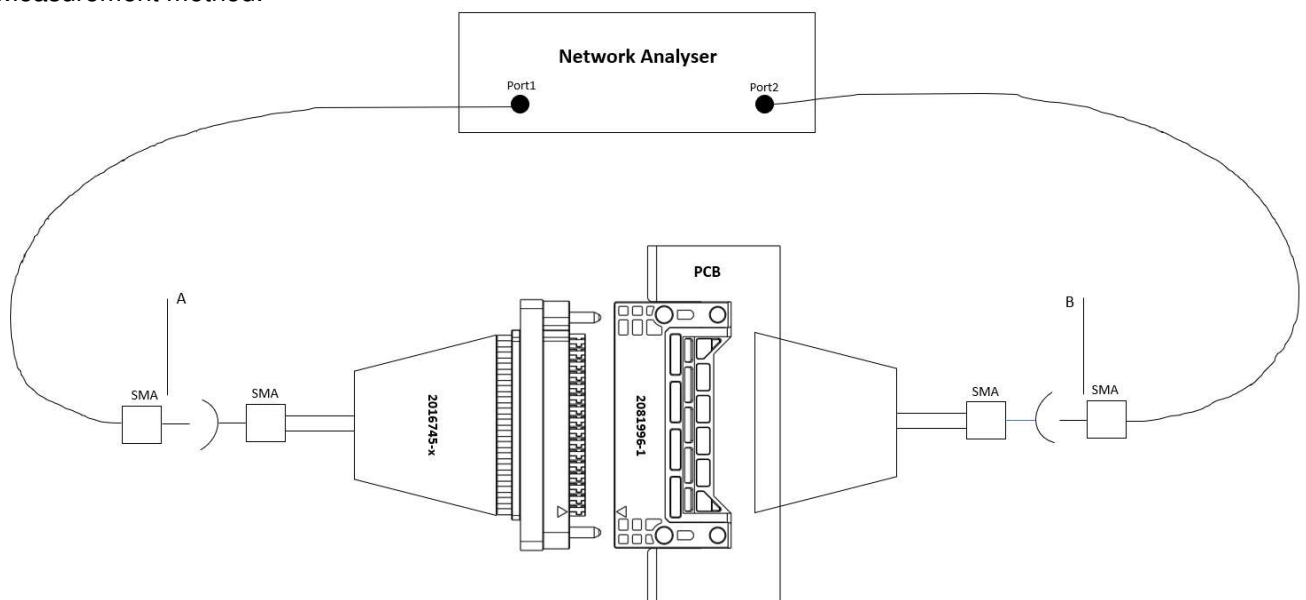 Measurement method:
Network Analyser
Port1
Port2
PCB
A
B
SMA
SMA
SMA
SMA
2016745-x
2081996-1